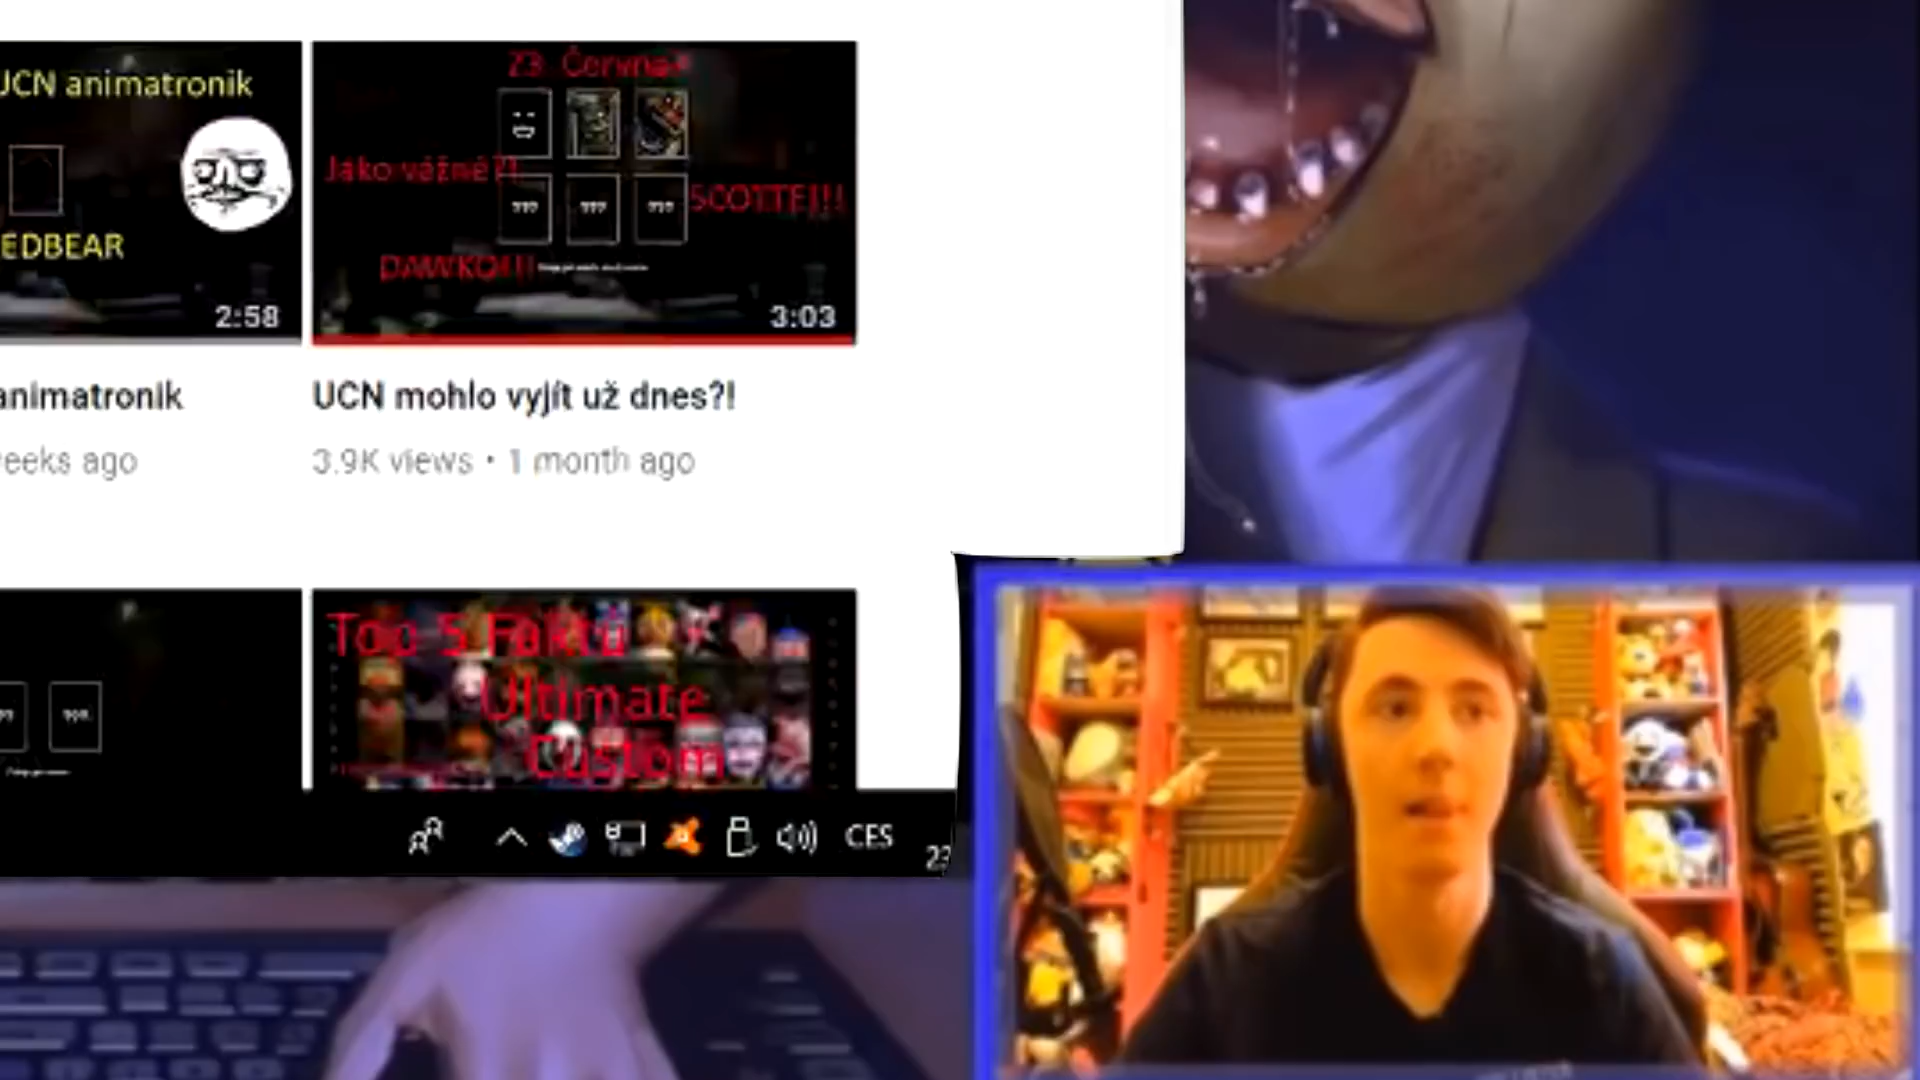 UCN animatronik
EDBEAR
2:58
23. Června?
Jako vážně?!
SCOTTE!!!
DAWKO!!!
???
???
???
3:03
animatronik
eeks ago
UCN mohlo vyjít už dnes?!
3.9K views • 1 month ago
Top 5 Faktů
Ultimate
Custom
CES
23